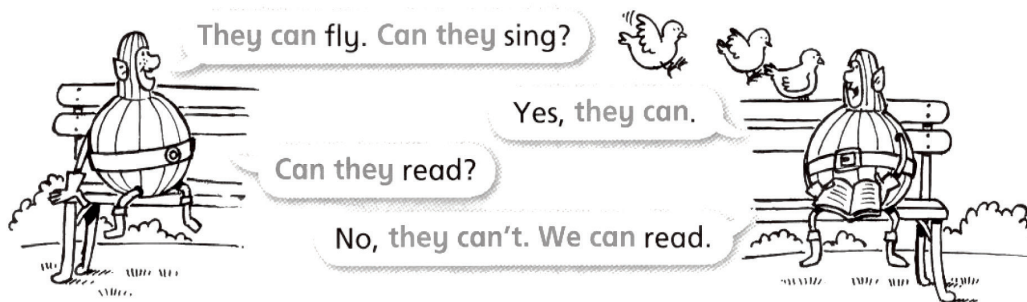 They can fly. Can they sing?
Yes, they can.
Can they read?
No, they can't. We can read.